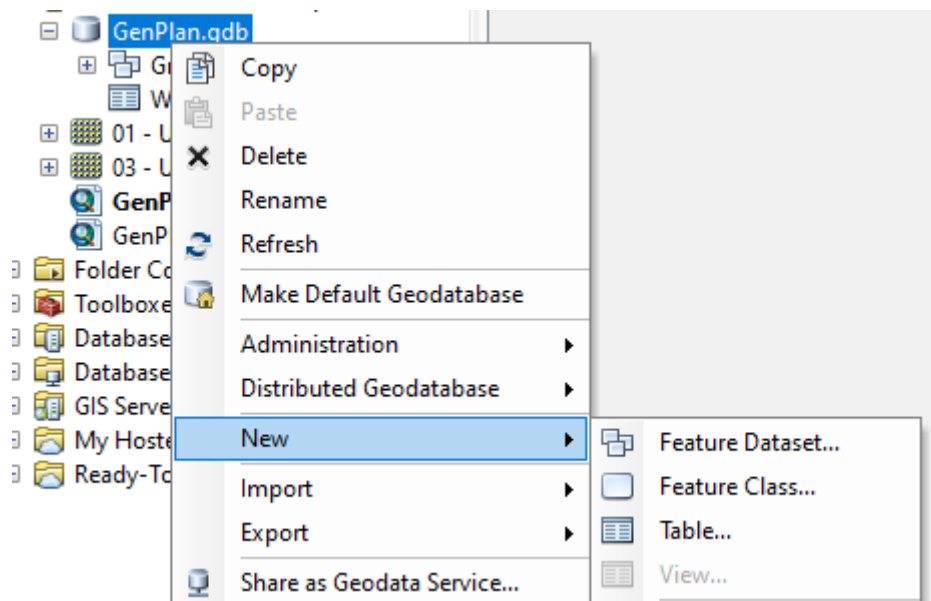 GenPlan.gdb
Copy
Paste
01 - U
Delete
03 - U
Rename
GenP
GenP
Refresh
Folder Co
Make Default Geodatabase
Toolboxe
Database
Administration
Database
Distributed Geodatabase
GIS Serve
My Hoste
New
Feature Dataset...
Ready-To
Import
Feature Class...
Export
Table...
Share as Geodata Service...
View...